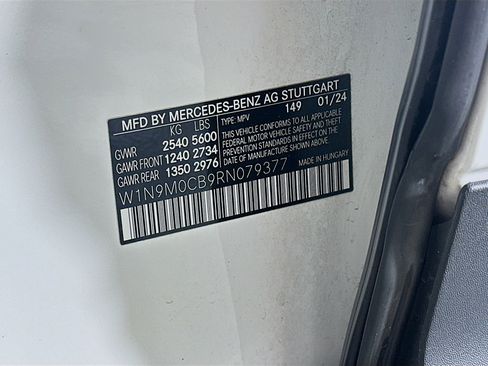 MFD BY MERCEDES-BENZ AG STUTTGART
KG LBS 149 01/24
GVWR 2540 5600 TYPE: MPV
GAWR FRONT 1240 2734 THIS VEHICLE CONFORMS TO ALL APPLICABLE
GAWR REAR 1350 2976 FEDERAL MOTOR VEHICLE SAFETY AND THEFT
PREVENTION STANDARDS IN EFFECT ON THE
DATE OF MANUFACTURE SHOWN ABOVE.
W1N9M0CB9RN079377 MADE IN HUNGARY